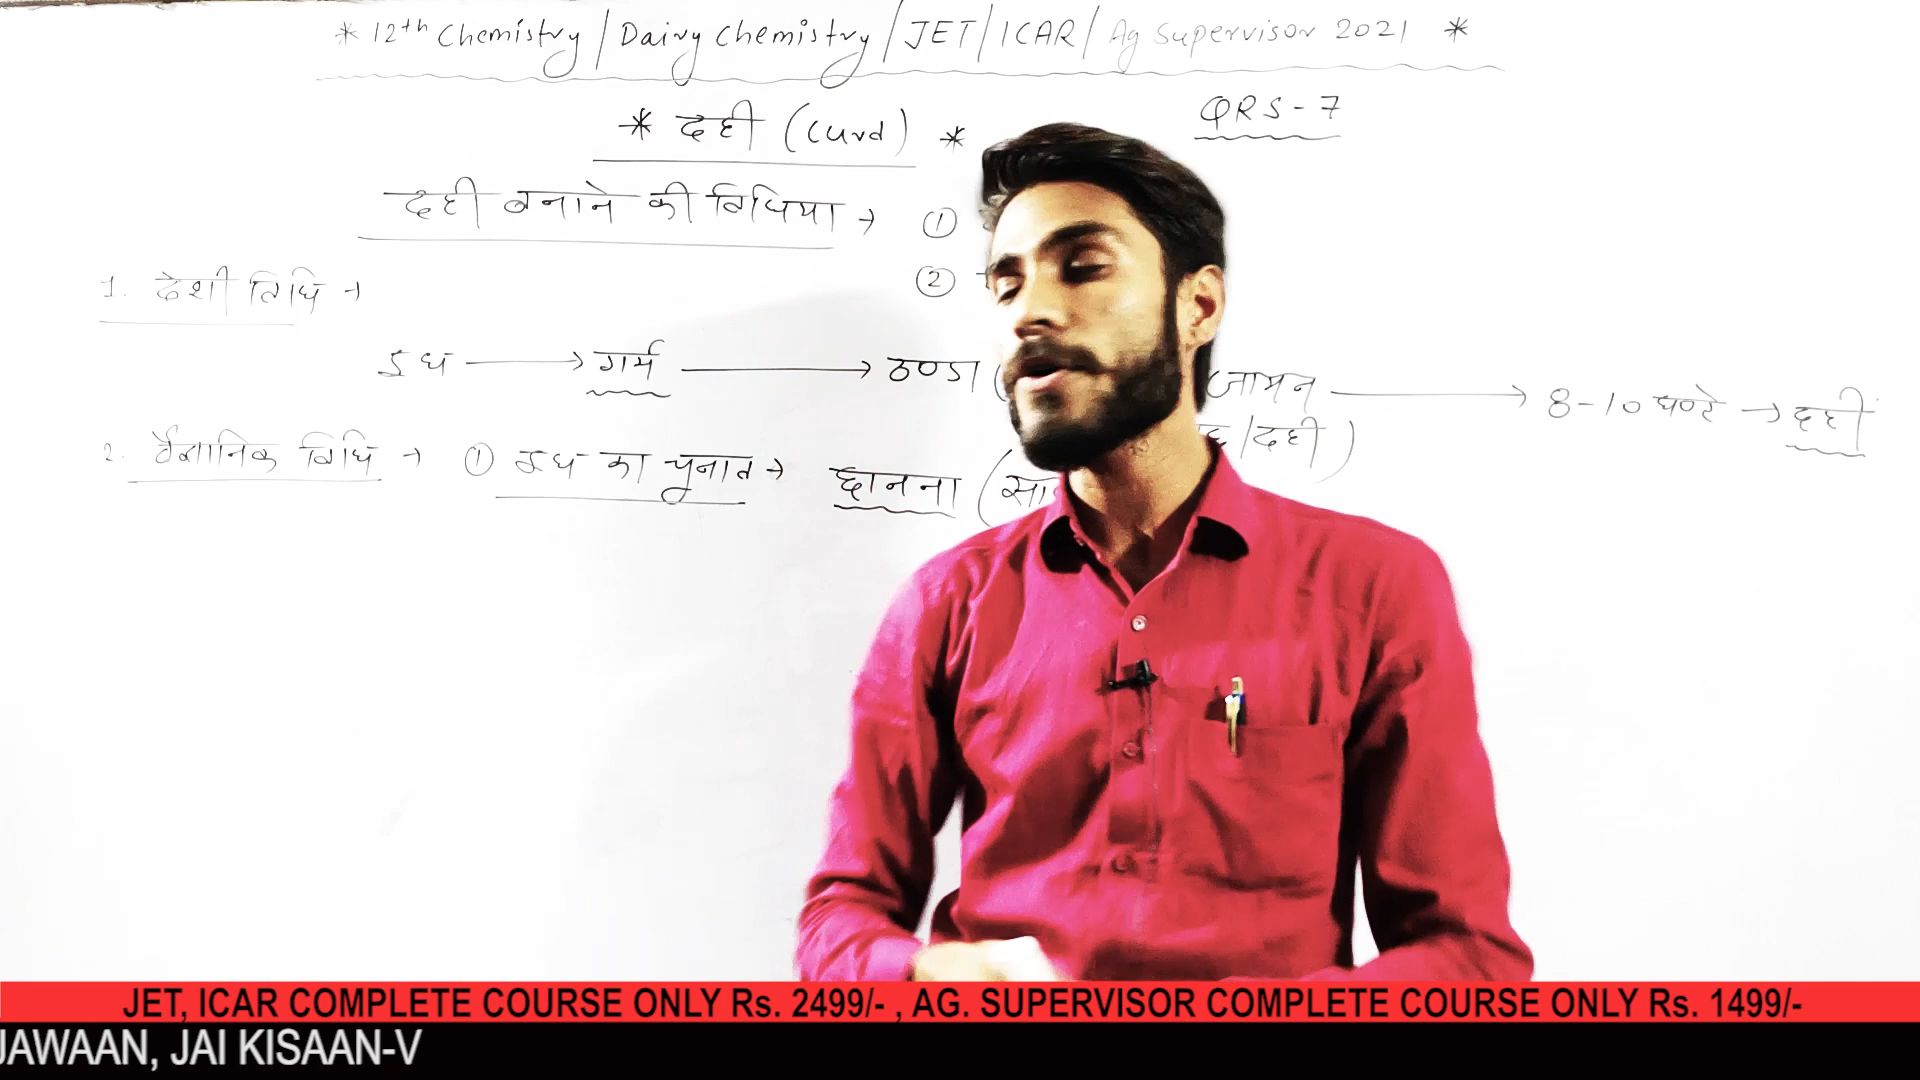 * 12th Chemistry / Dairy Chemistry / JET / ICAR / Ag Supervisor 2021 *
QRS-7
* दही (Curd) *
दही बनाने की विधिया → ①
②
1. देशी विधि →
दुध → गर्म → ठण्डा ( जामन → 8-10 घण्टे → दही
/दही)
2. वैज्ञानिक विधि → ① दुध का चूनाव → छानना (
JET, ICAR COMPLETE COURSE ONLY Rs. 2499/- , AG. SUPERVISOR COMPLETE COURSE ONLY Rs. 1499/-
JAWAAN, JAI KISAAN-V